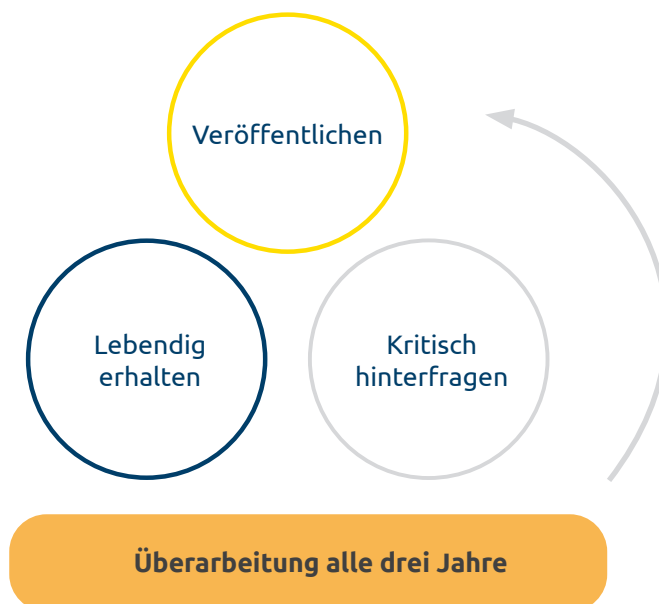 Veröffentlichen
Lebendig
erhalten
Kritisch
hinterfragen
Überarbeitung alle drei Jahre